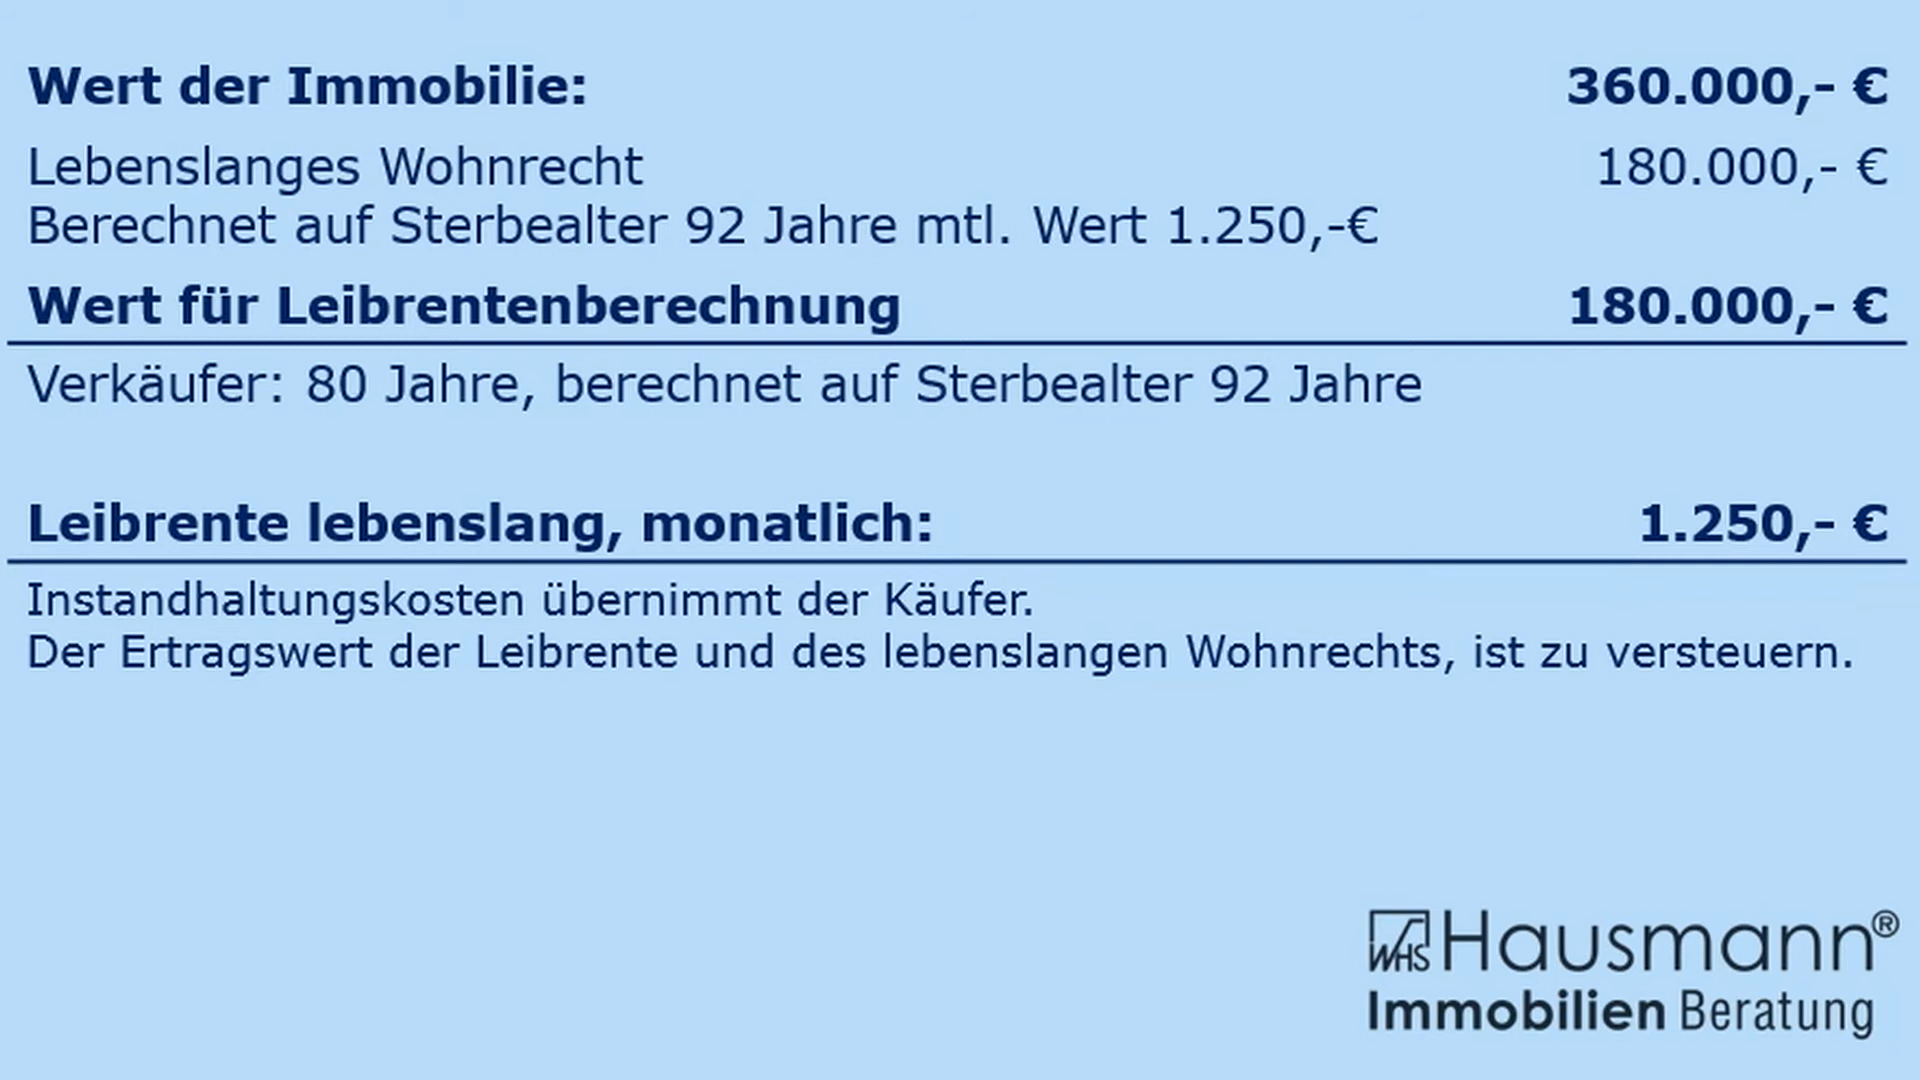 Wert der Immobilie: 360.000,- €
Lebenslanges Wohnrecht 180.000,- €
Berechnet auf Sterbealter 92 Jahre mtl. Wert 1.250,-€
Wert für Leibrentenberechnung 180.000,- €
Verkäufer: 80 Jahre, berechnet auf Sterbealter 92 Jahre
Leibrente lebenslang, monatlich: 1.250,- €
Instandhaltungskosten übernimmt der Käufer.
Der Ertragswert der Leibrente und des lebenslangen Wohnrechts, ist zu versteuern.
WHS Hausmann®
Immobilien Beratung